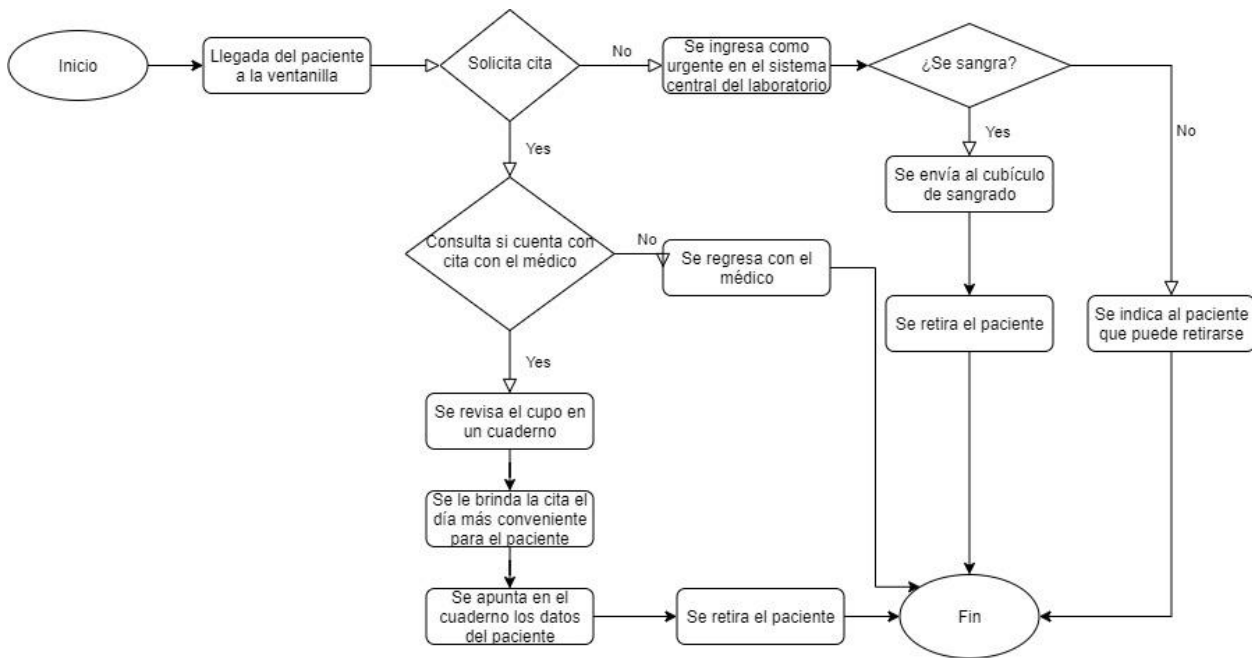 Inicio
Llegada del paciente
a la ventanilla
Solicita cita
No
Se ingresa como
urgente en el sistema
central del laboratorio
¿Se sangra?
Yes
No
Yes
Se envía al cubículo
de sangrado
Consulta si cuenta con
cita con el médico
No
Se regresa con el
médico
Se retira el paciente
Se indica al paciente
que puede retirarse
Yes
Se revisa el cupo en
un cuaderno
Se le brinda la cita el
día más conveniente
para el paciente
Se apunta en el
cuaderno los datos
del paciente
Se retira el paciente
Fin